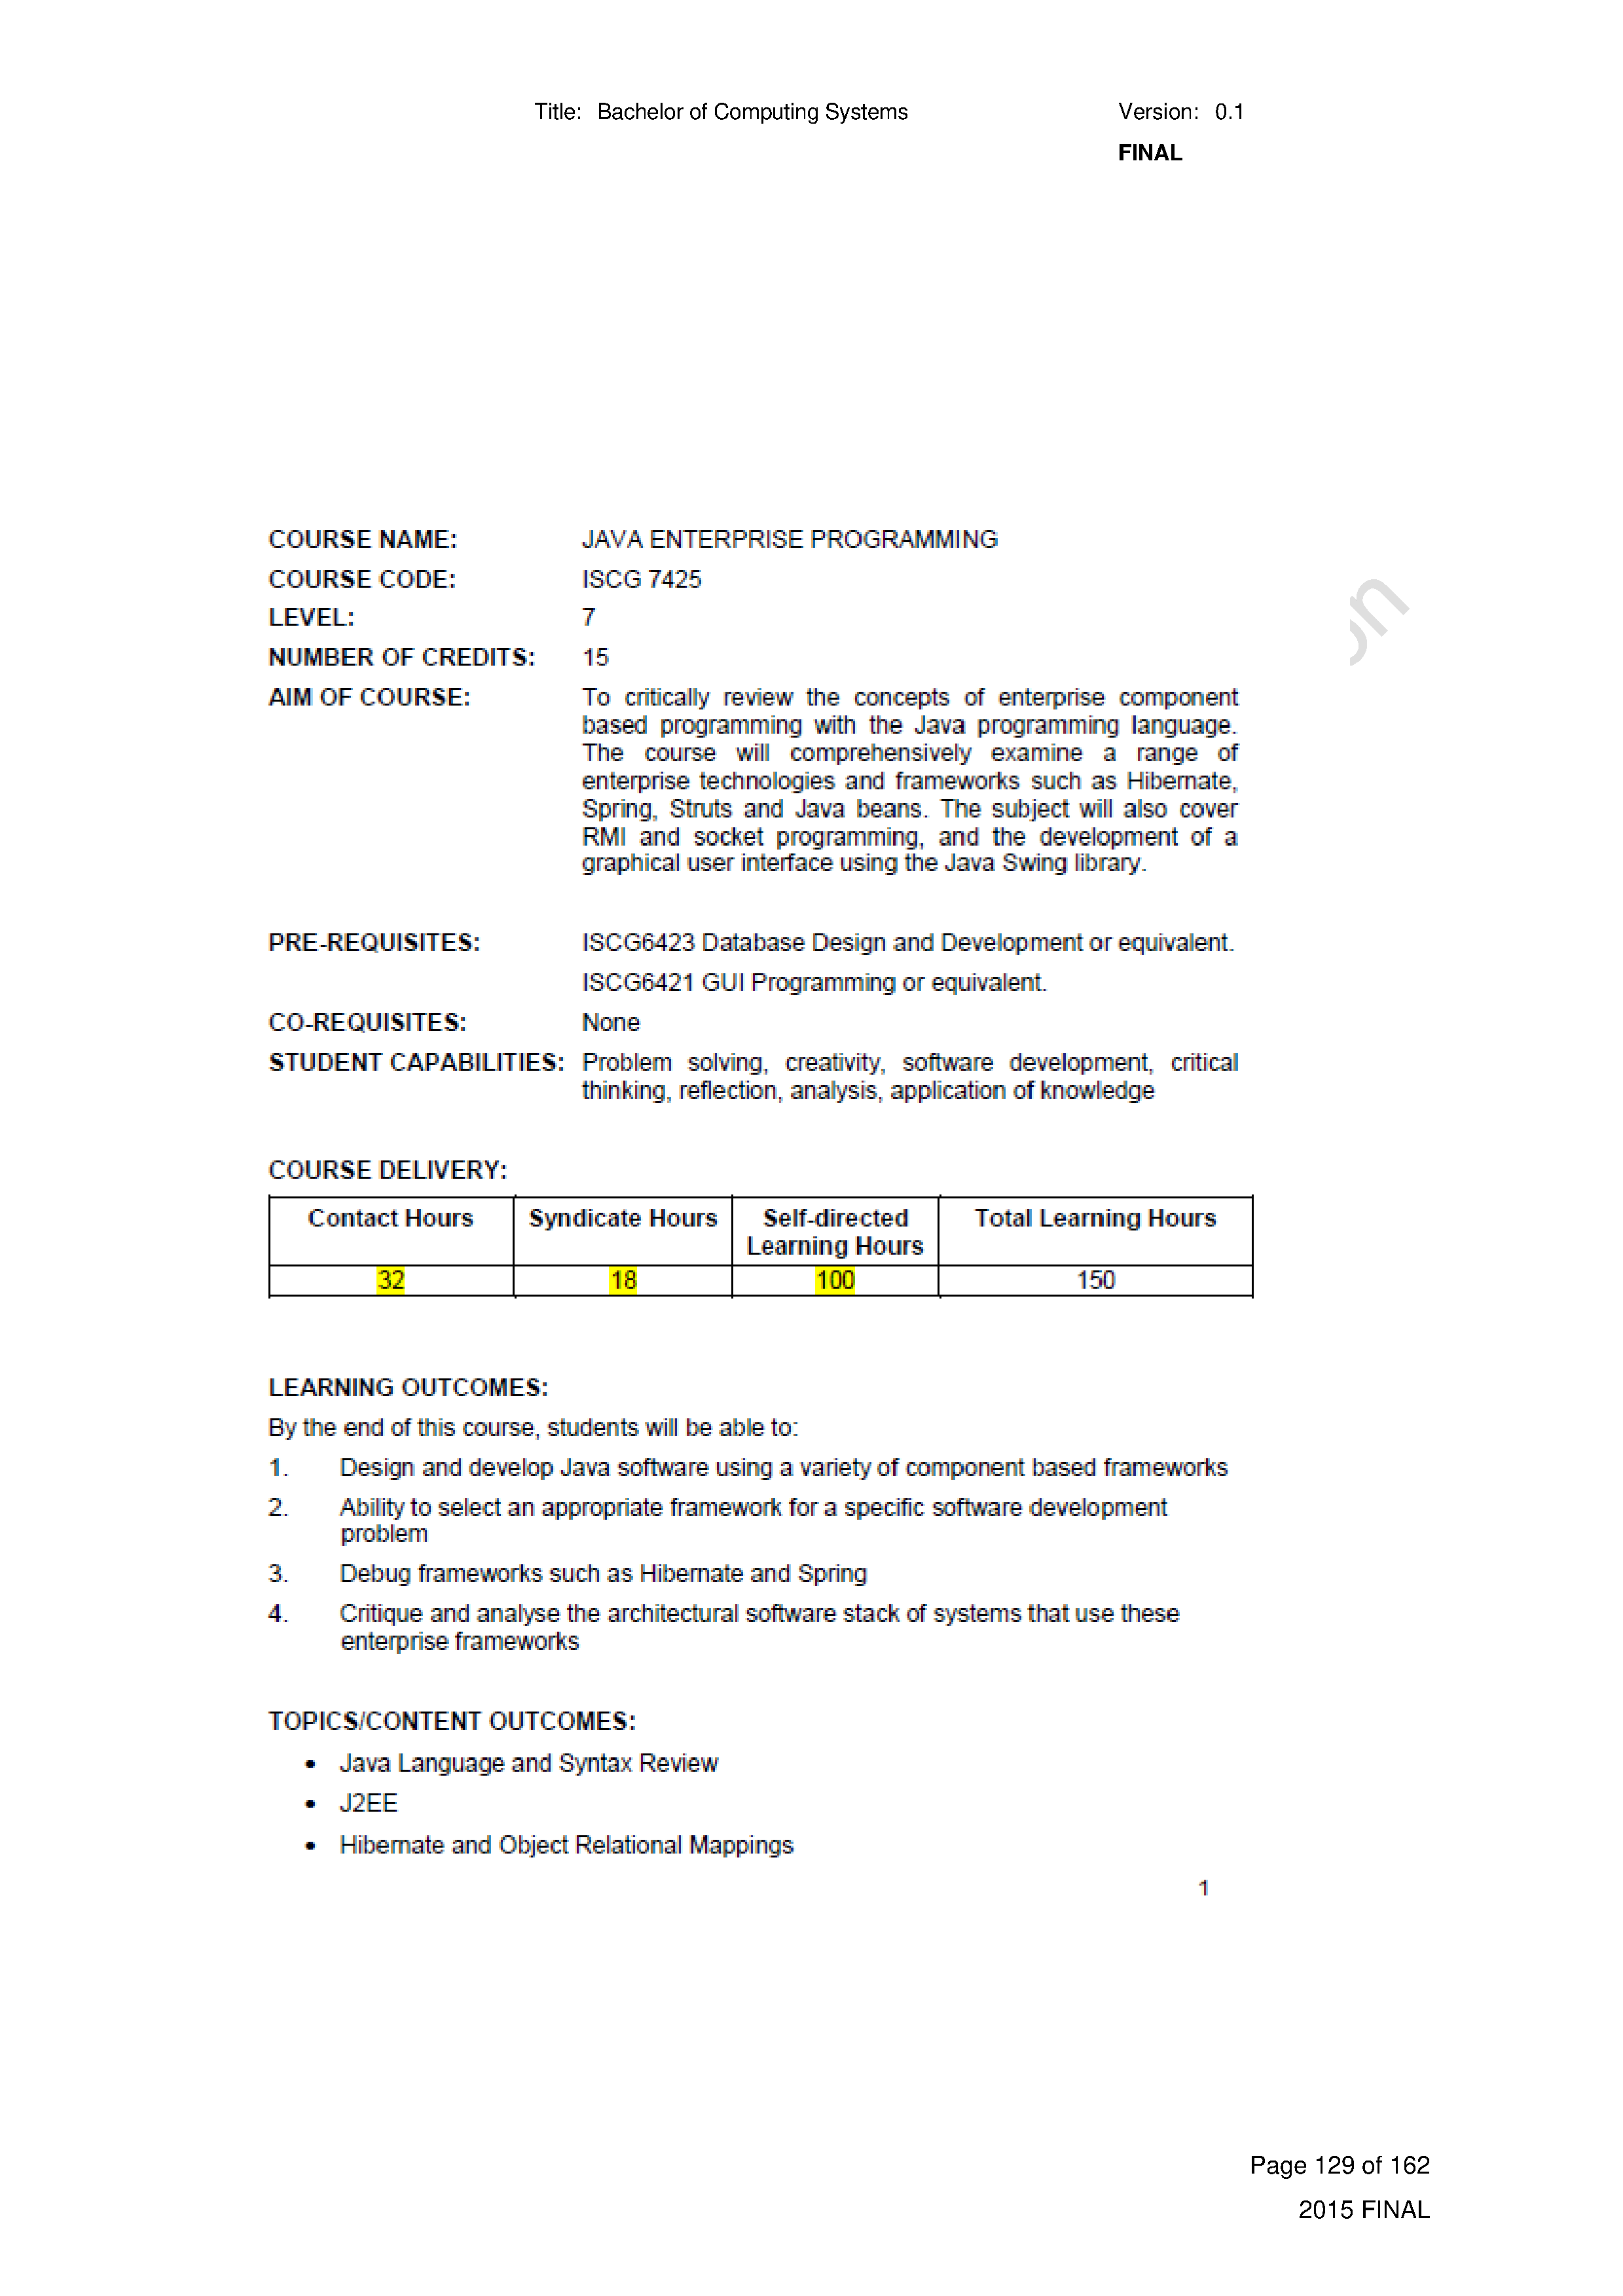 Title: Bachelor of Computing Systems Version: 0.1
FINAL
COURSE NAME: JAVA ENTERPRISE PROGRAMMING
COURSE CODE: ISCG 7425
LEVEL: 7
NUMBER OF CREDITS: 15
AIM OF COURSE: To critically review the concepts of enterprise component
based programming with the Java programming language.
The course will comprehensively examine a range of
enterprise technologies and frameworks such as Hibernate,
Spring, Struts and Java beans. The subject will also cover
RMI and socket programming, and the development of a
graphical user interface using the Java Swing library.
PRE-REQUISITES: ISCG6423 Database Design and Development or equivalent.
ISCG6421 GUI Programming or equivalent.
CO-REQUISITES: None
STUDENT CAPABILITIES: Problem solving, creativity, software development, critical
thinking, reflection, analysis, application of knowledge
COURSE DELIVERY:
Contact Hours Syndicate Hours Self-directed Total Learning Hours
Learning Hours
32 18 100 150
LEARNING OUTCOMES:
By the end of this course, students will be able to:
1. Design and develop Java software using a variety of component based frameworks
2. Ability to select an appropriate framework for a specific software development
problem
3. Debug frameworks such as Hibernate and Spring
4. Critique and analyse the architectural software stack of systems that use these
enterprise frameworks
TOPICS/CONTENT OUTCOMES:
• Java Language and Syntax Review
• J2EE
• Hibernate and Object Relational Mappings
1
Page 129 of 162
2015 FINAL